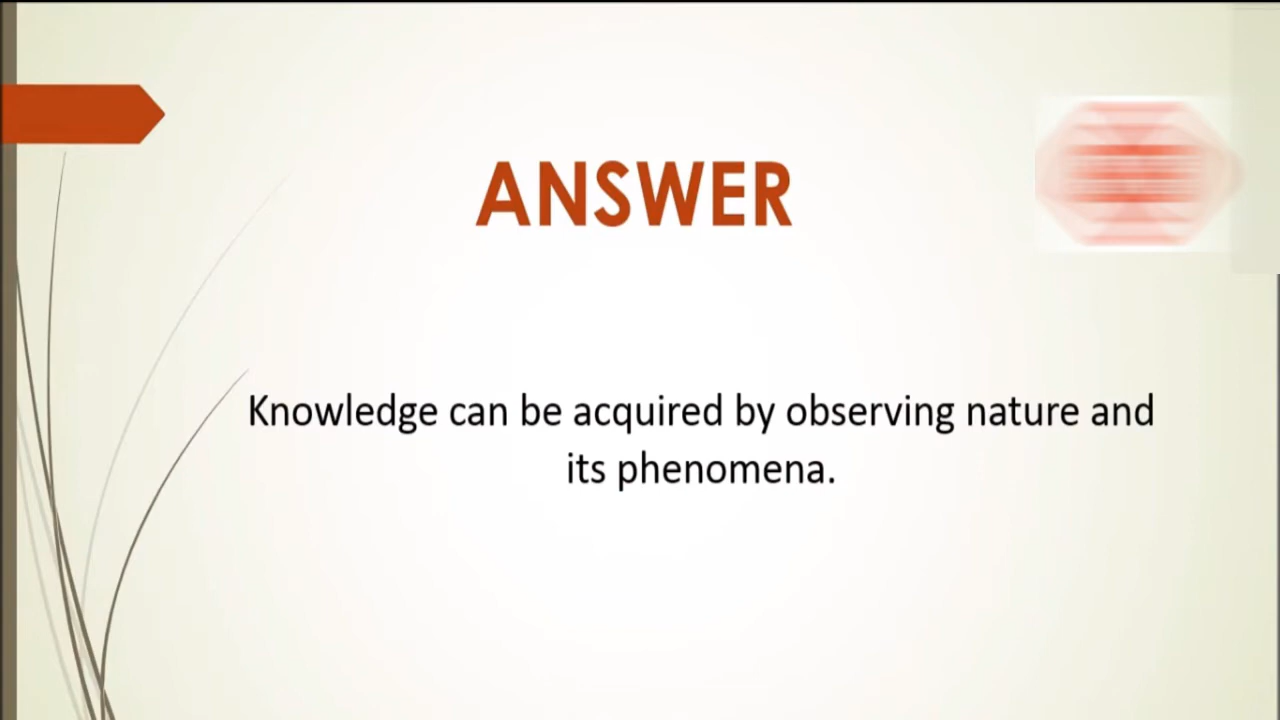 ANSWER
Knowledge can be acquired by observing nature and
its phenomena.